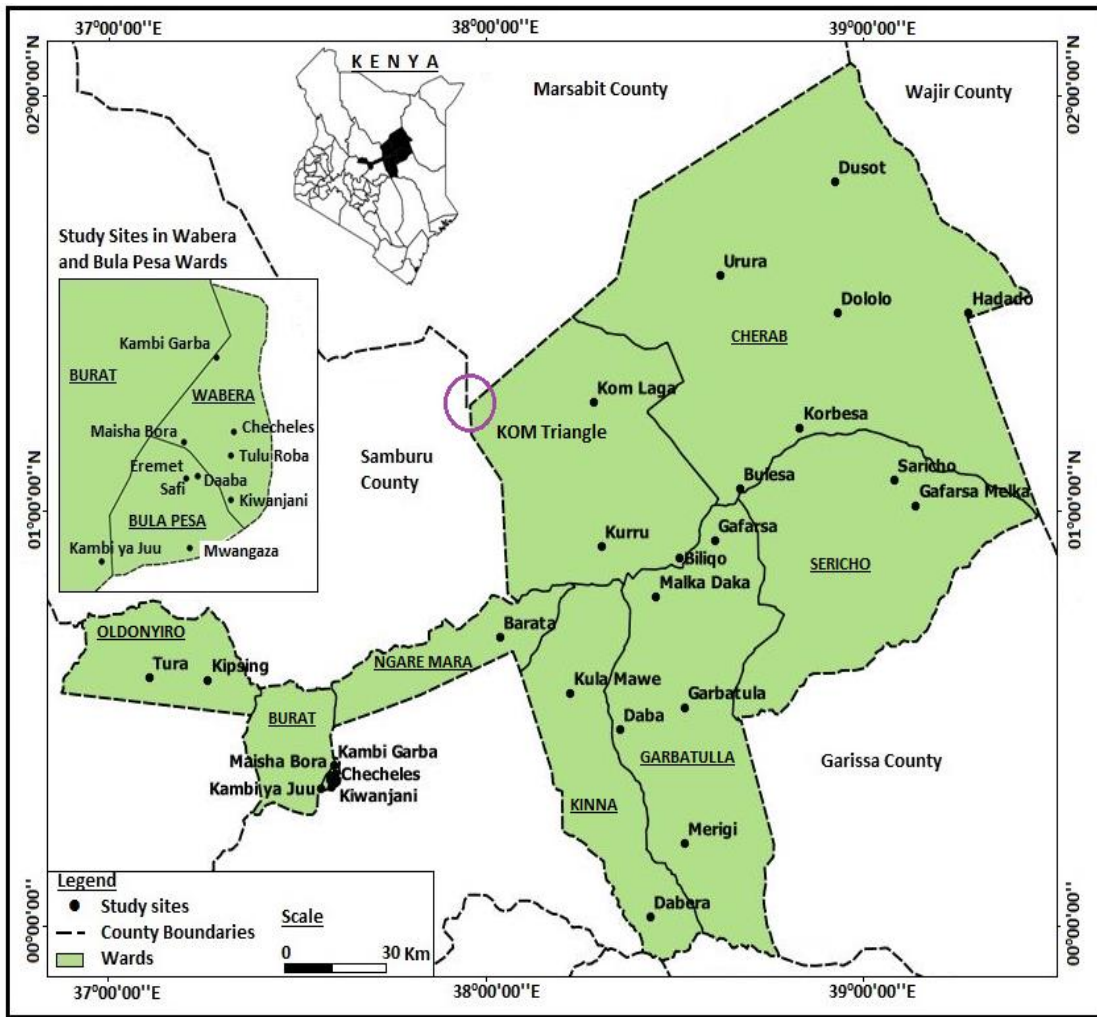 37°00'00"E
38°00'00"E
39°00'00"E
02°00'00"N
02°00'00"N
KENYA
Marsabit County
Wajir County
Dusot
Study Sites in Wabera
and Bula Pesa Wards
Urura
Dololo
Hadado
CHERAB
Kambi Garba
BURAT
WABERA
Kom Laga
KOM Triangle
Korbesa
Maisha Bora
Checheles
Tulu Roba
Eremet
Safi
Daaba
Kiwanjani
BULA PESA
Kambi ya Juu
Mwangaza
Samburu
County
Bulesa
Saricho
Gafarsa Melka
01°00'00"N
01°00'00"N
Kurru
Gafarsa
Biliqo
SERICHO
Malka Daka
OLDONYIRO
Barata
NGARE MARA
Tura
Kipsing
Kula Mawe
Garbatula
Daba
BURAT
GARBATULLA
Maisha Bora
Kambi Garba
Checheles
Kambi ya Juu
Kiwanjani
Garissa County
KINNA
Merigi
Dabera
Legend
Study sites
County Boundaries
Wards
Scale
0 30 Km
00°00'00"
00°00'00"
37°00'00"E
38°00'00"E
39°00'00"E